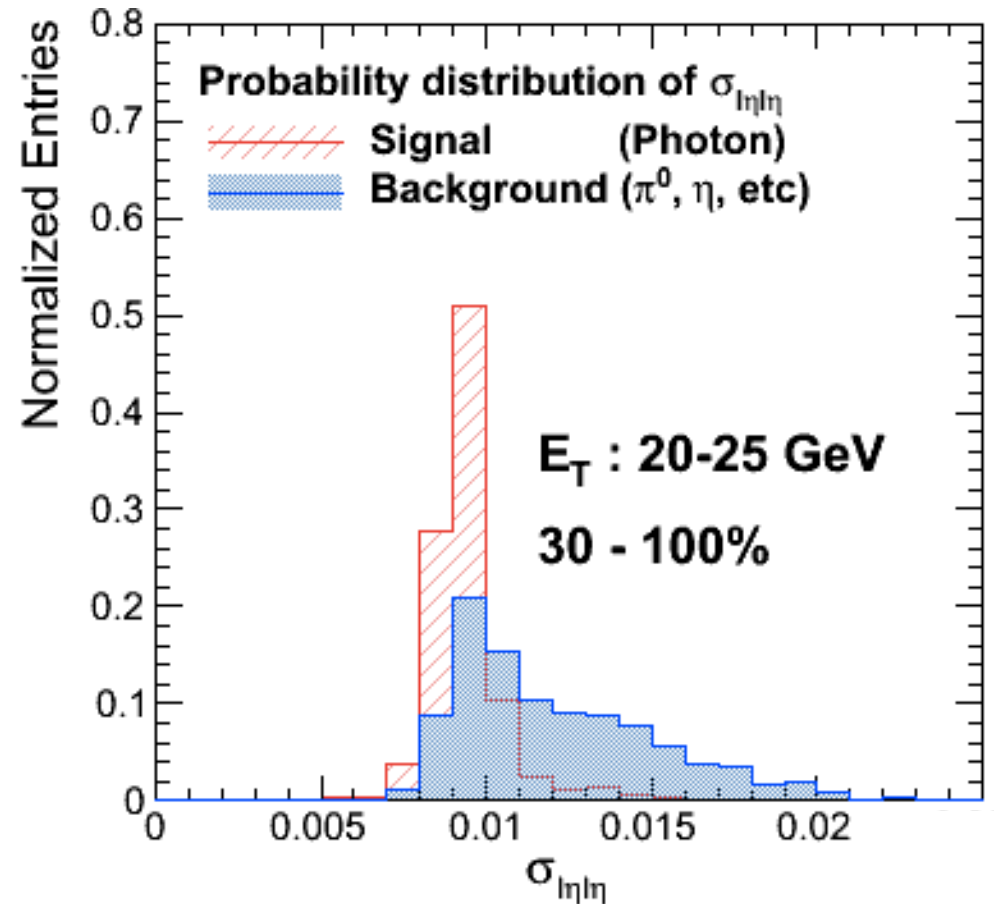 0.8
0.7
0.6
0.5
0.4
0.3
0.2
0.1
0
Normalized Entries
Probability distribution of σ_IηIη
Signal (Photon)
Background (π⁰, η, etc)
E_T : 20-25 GeV
30 - 100%
0 0.005 0.01 0.015 0.02
σ_IηIη